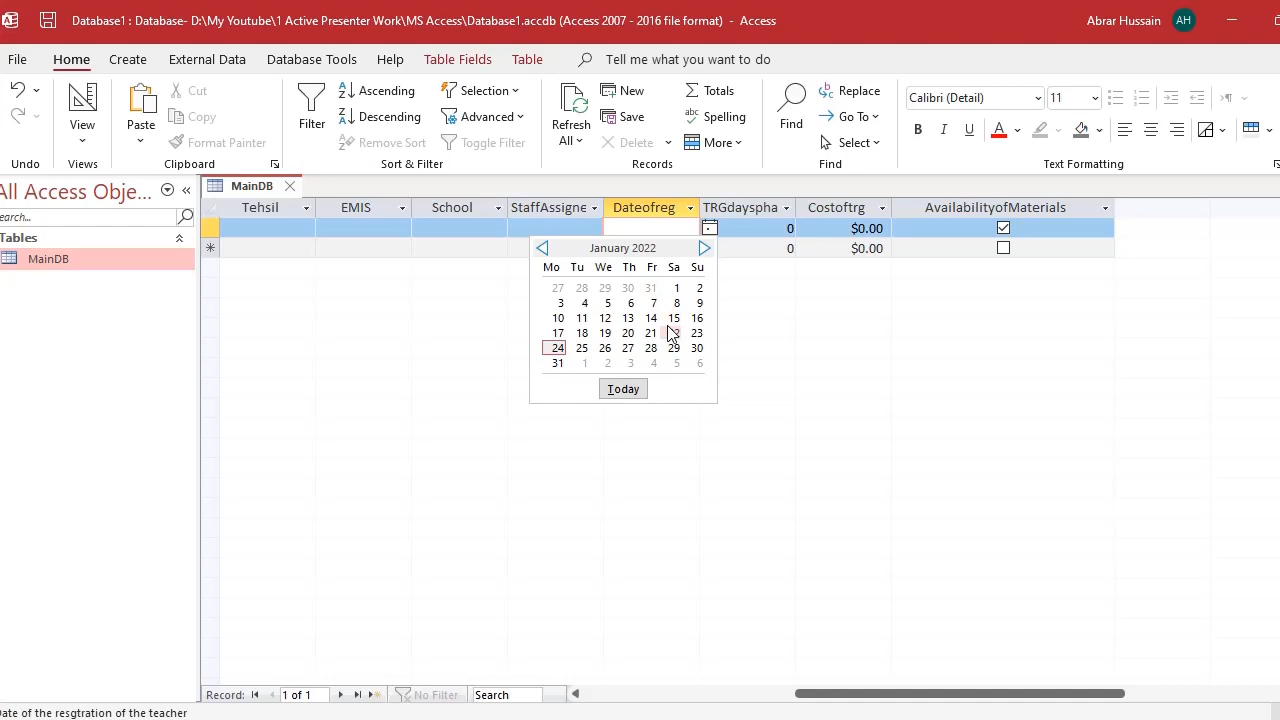 Database1 : Database- D:\My Youtube\1 Active Presenter Work\MS Access\Database1.accdb (Access 2007 - 2016 file format) - Access
Abrar Hussain AH
File Home Create External Data Database Tools Help Table Fields Table Tell me what you want to do
View
Paste
Cut
Copy
Format Painter
Filter
Ascending
Descending
Remove Sort
Selection
Advanced
Toggle Filter
Refresh
All
New
Save
Delete
Totals
Spelling
More
Find
Replace
Go To
Select
Calibri (Detail) 11
B I U A
Undo Views Clipboard Sort & Filter Records Find Text Formatting
All Access Obje...
earch...
Tables
MainDB
MainDB
Tehsil EMIS School StaffAssigne Dateofreg TRGdayspha Costoftrg AvailabilityofMaterials
0 $0.00
0 $0.00
January 2022
Mo Tu We Th Fr Sa Su
27 28 29 30 31 1 2
3 4 5 6 7 8 9
10 11 12 13 14 15 16
17 18 19 20 21 23
24 25 26 27 28 29 30
31 1 2 3 4 5 6
Today
Record: 1 of 1 No Filter Search
Date of the resgtration of the teacher